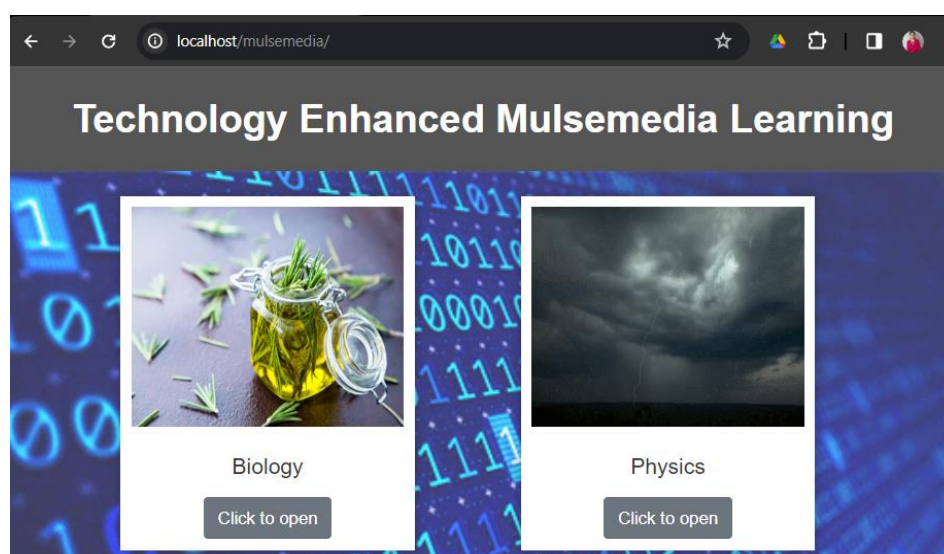 localhost/mulsemedia/
Technology Enhanced Mulsemedia Learning
Biology
Physics
Click to open
Click to open